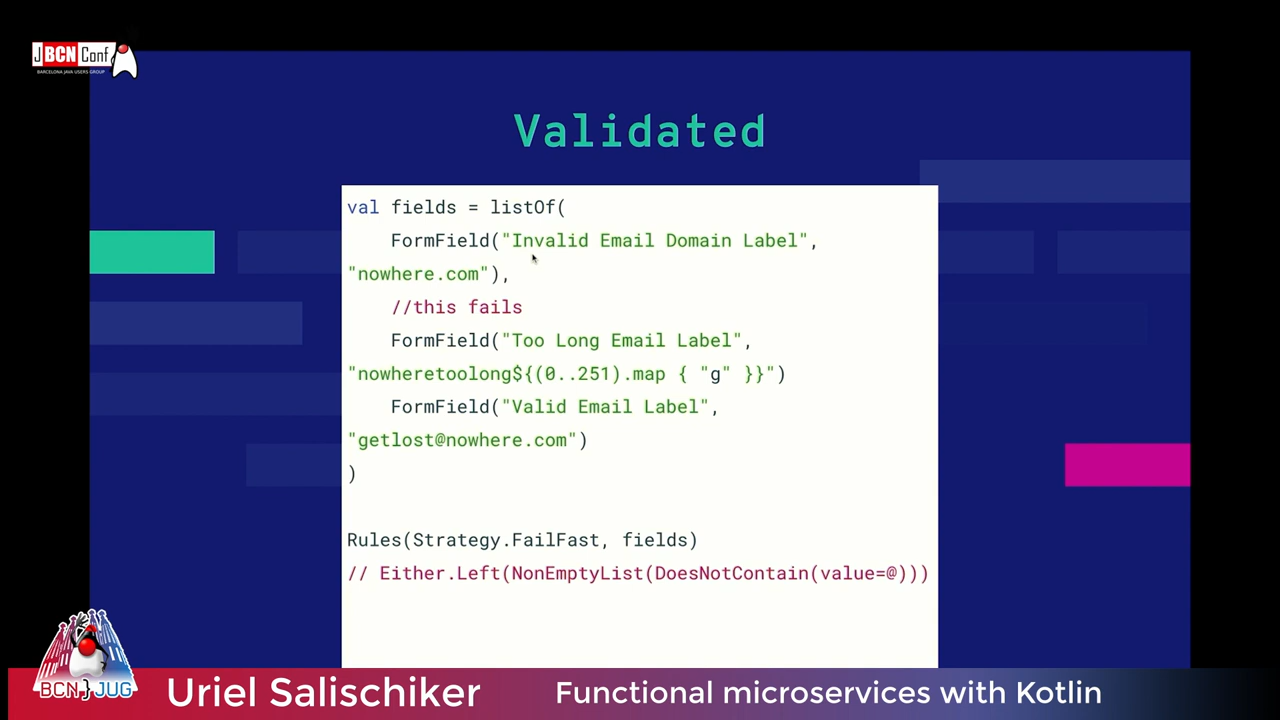 JBCNConf
BARCELONA JAVA USERS GROUP
Validated
val fields = listOf(
FormField("Invalid Email Domain Label",
"nowhere.com"),
//this fails
FormField("Too Long Email Label",
"nowheretoolong${(0..251).map { "g" }}")
FormField("Valid Email Label",
"getlost@nowhere.com")
)
Rules(Strategy.FailFast, fields)
// Either.Left(NonEmptyList(DoesNotContain(value=@)))
BCN JUG
Uriel Salischiker
Functional microservices with Kotlin